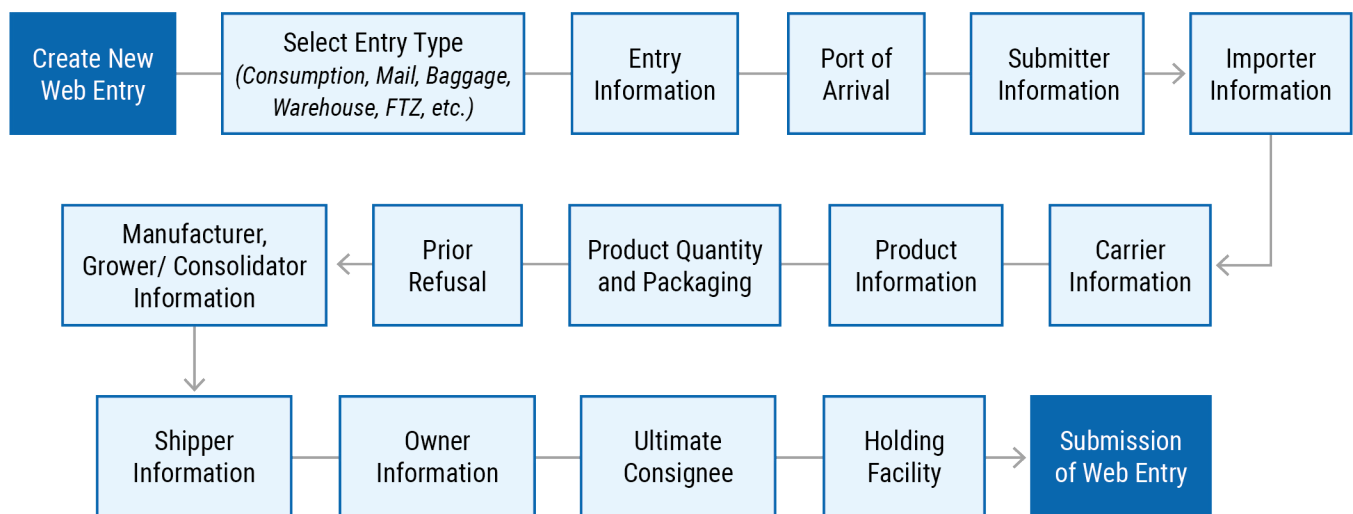 Create New
Web Entry
Select Entry Type
(Consumption, Mail, Baggage,
Warehouse, FTZ, etc.)
Entry
Information
Port of
Arrival
Submitter
Information
Importer
Information
Carrier
Information
Product
Information
Product Quantity
and Packaging
Prior
Refusal
Manufacturer,
Grower/ Consolidator
Information
Shipper
Information
Owner
Information
Ultimate
Consignee
Holding
Facility
Submission
of Web Entry